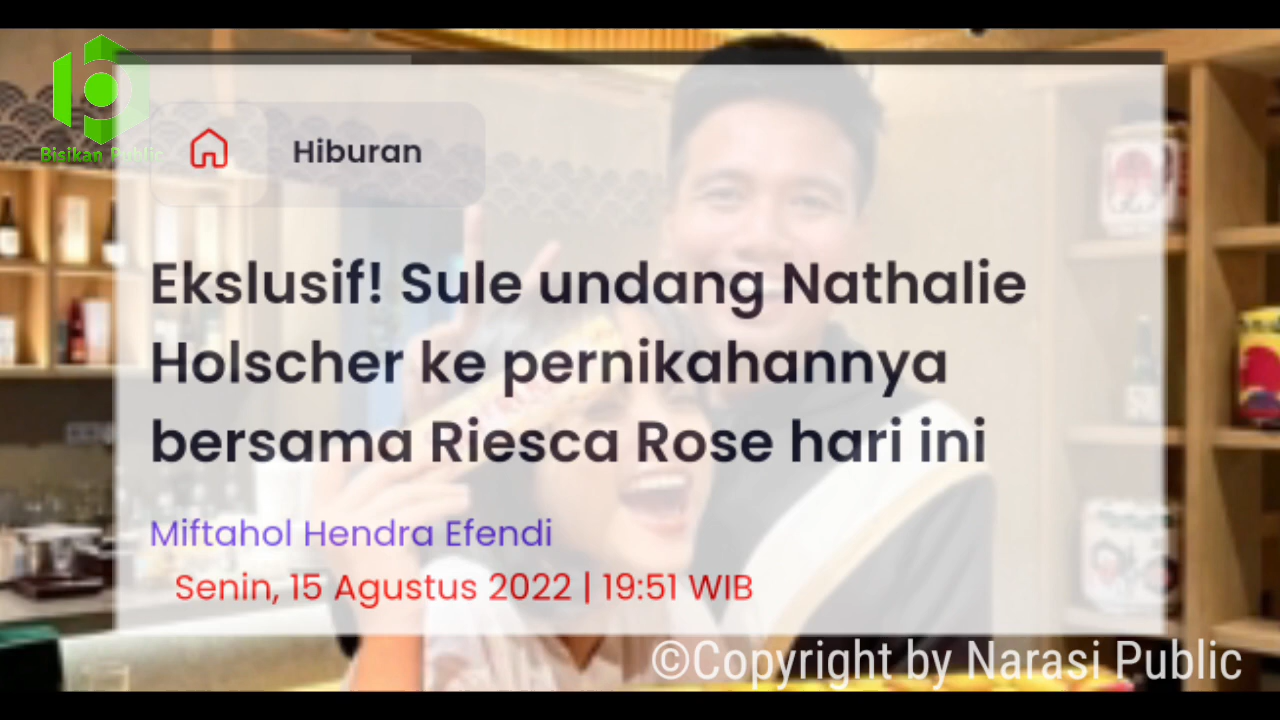 Bisikan Public
Hiburan
Ekslusif! Sule undang Nathalie
Holscher ke pernikahannya
bersama Riesca Rose hari ini
Miftahol Hendra Efendi
Senin, 15 Agustus 2022 | 19:51 WIB
©Copyright by Narasi Public